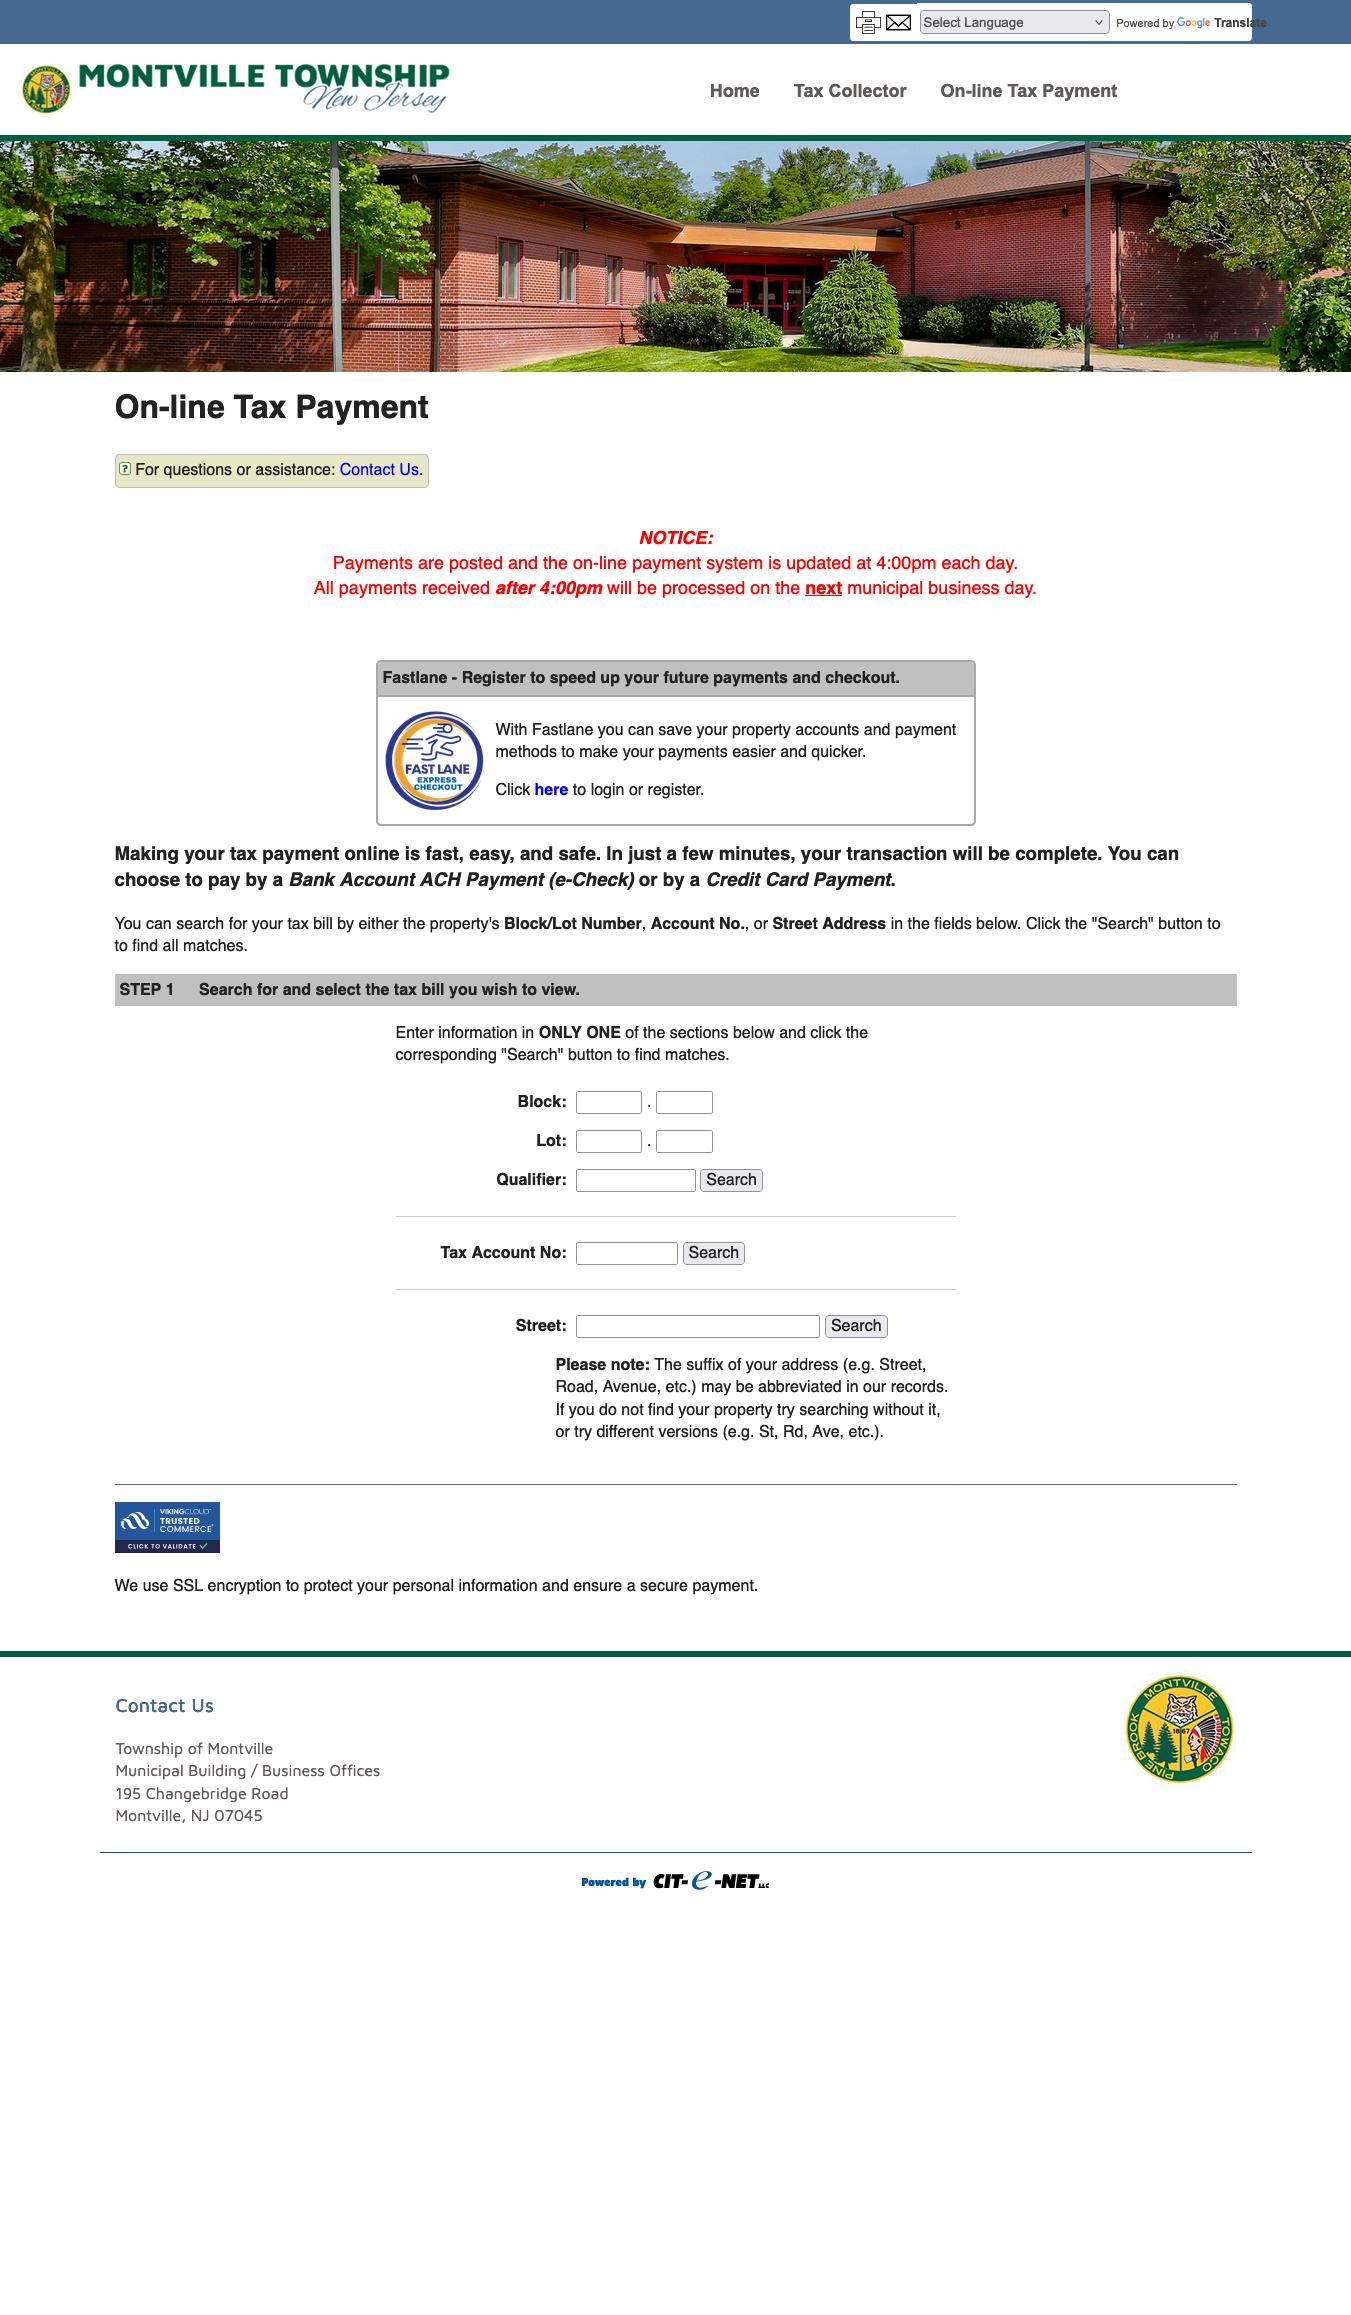 Select Language
Powered by Google Translate
MONTVILLE TOWNSHIP
New Jersey
Home
Tax Collector
On-line Tax Payment
On-line Tax Payment
? For questions or assistance: Contact Us.
NOTICE:
Payments are posted and the on-line payment system is updated at 4:00pm each day.
All payments received after 4:00pm will be processed on the next municipal business day.
Fastlane - Register to speed up your future payments and checkout.
FAST LANE
EXPRESS
CHECKOUT
With Fastlane you can save your property accounts and payment
methods to make your payments easier and quicker.
Click here to login or register.
Making your tax payment online is fast, easy, and safe. In just a few minutes, your transaction will be complete. You can
choose to pay by a Bank Account ACH Payment (e-Check) or by a Credit Card Payment.
You can search for your tax bill by either the property's Block/Lot Number, Account No., or Street Address in the fields below. Click the "Search" button to
to find all matches.
STEP 1 Search for and select the tax bill you wish to view.
Enter information in ONLY ONE of the sections below and click the
corresponding "Search" button to find matches.
Block: .
Lot: .
Qualifier: Search
Tax Account No: Search
Street: Search
Please note: The suffix of your address (e.g. Street,
Road, Avenue, etc.) may be abbreviated in our records.
If you do not find your property try searching without it,
or try different versions (e.g. St, Rd, Ave, etc.).
VIKINGCLOUD™
TRUSTED
COMMERCE
CLICK TO VALIDATE
We use SSL encryption to protect your personal information and ensure a secure payment.
Contact Us
MONTVILLE
TOWACO
PINE BROOK
1867
Township of Montville
Municipal Building / Business Offices
195 Changebridge Road
Montville, NJ 07045
Powered by CIT-e-NET LLC